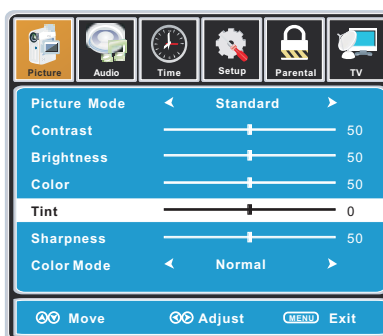 Picture Audio Time Setup Parental TV
Picture Mode Standard
Contrast 50
Brightness 50
Color 50
Tint 0
Sharpness 50
Color Mode Normal
Move Adjust MENU Exit